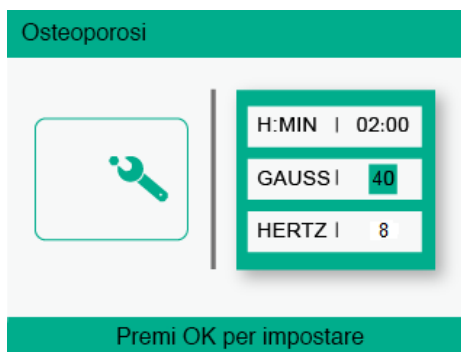 Osteoporosi
H:MIN | 02:00
GAUSS | 40
HERTZ | 8
Premi OK per impostare